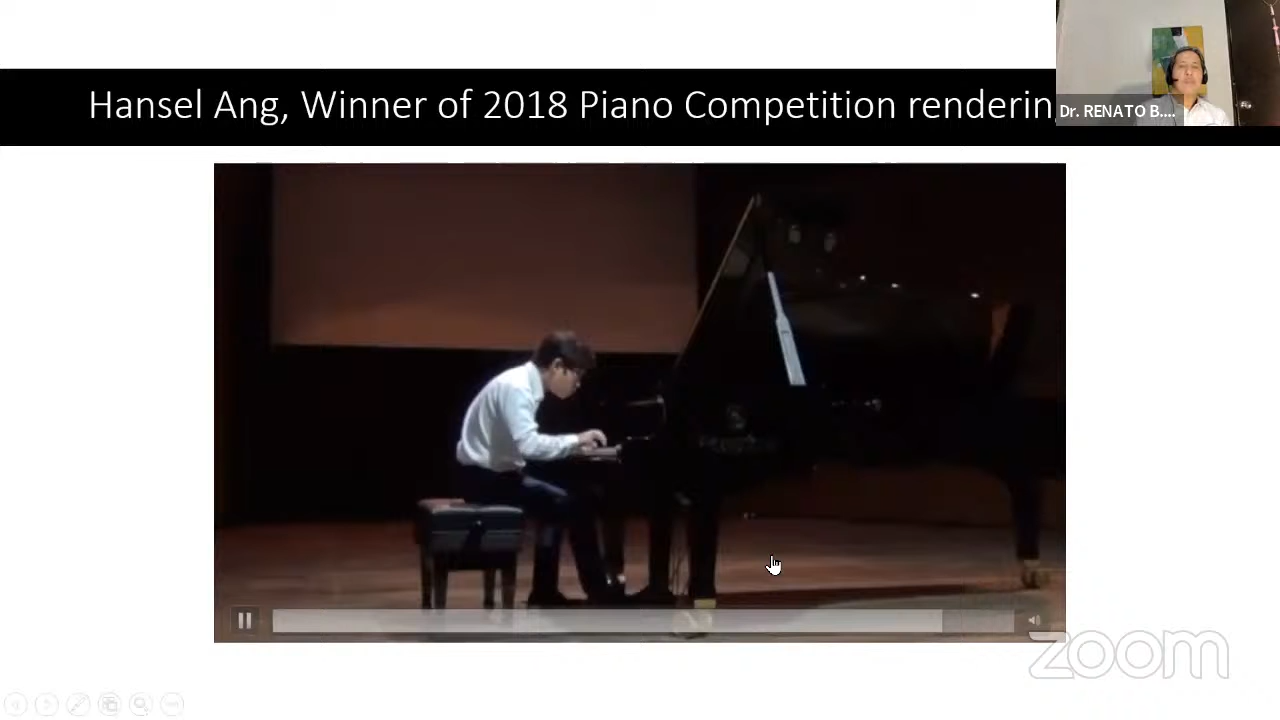 Hansel Ang, Winner of 2018 Piano Competition renderin
Dr. RENATO B....
zoom